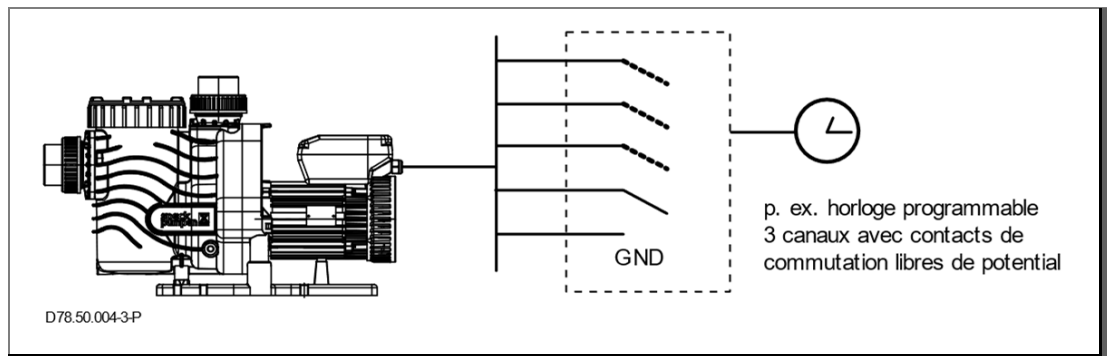 GND
p. ex. horloge programmable
3 canaux avec contacts de
commutation libres de potential
D78.50.004-3-P